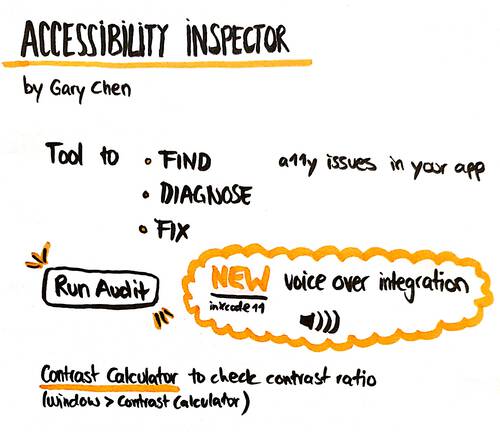 ACCESSIBILITY INSPECTOR
by Gary Chen
Tool to • FIND a11y issues in your app
• DIAGNOSE
• FIX
Run Audit
NEW voice over integration
in xcode 11
Contrast Calculator to check contrast ratio
(Window > Contrast Calculator)